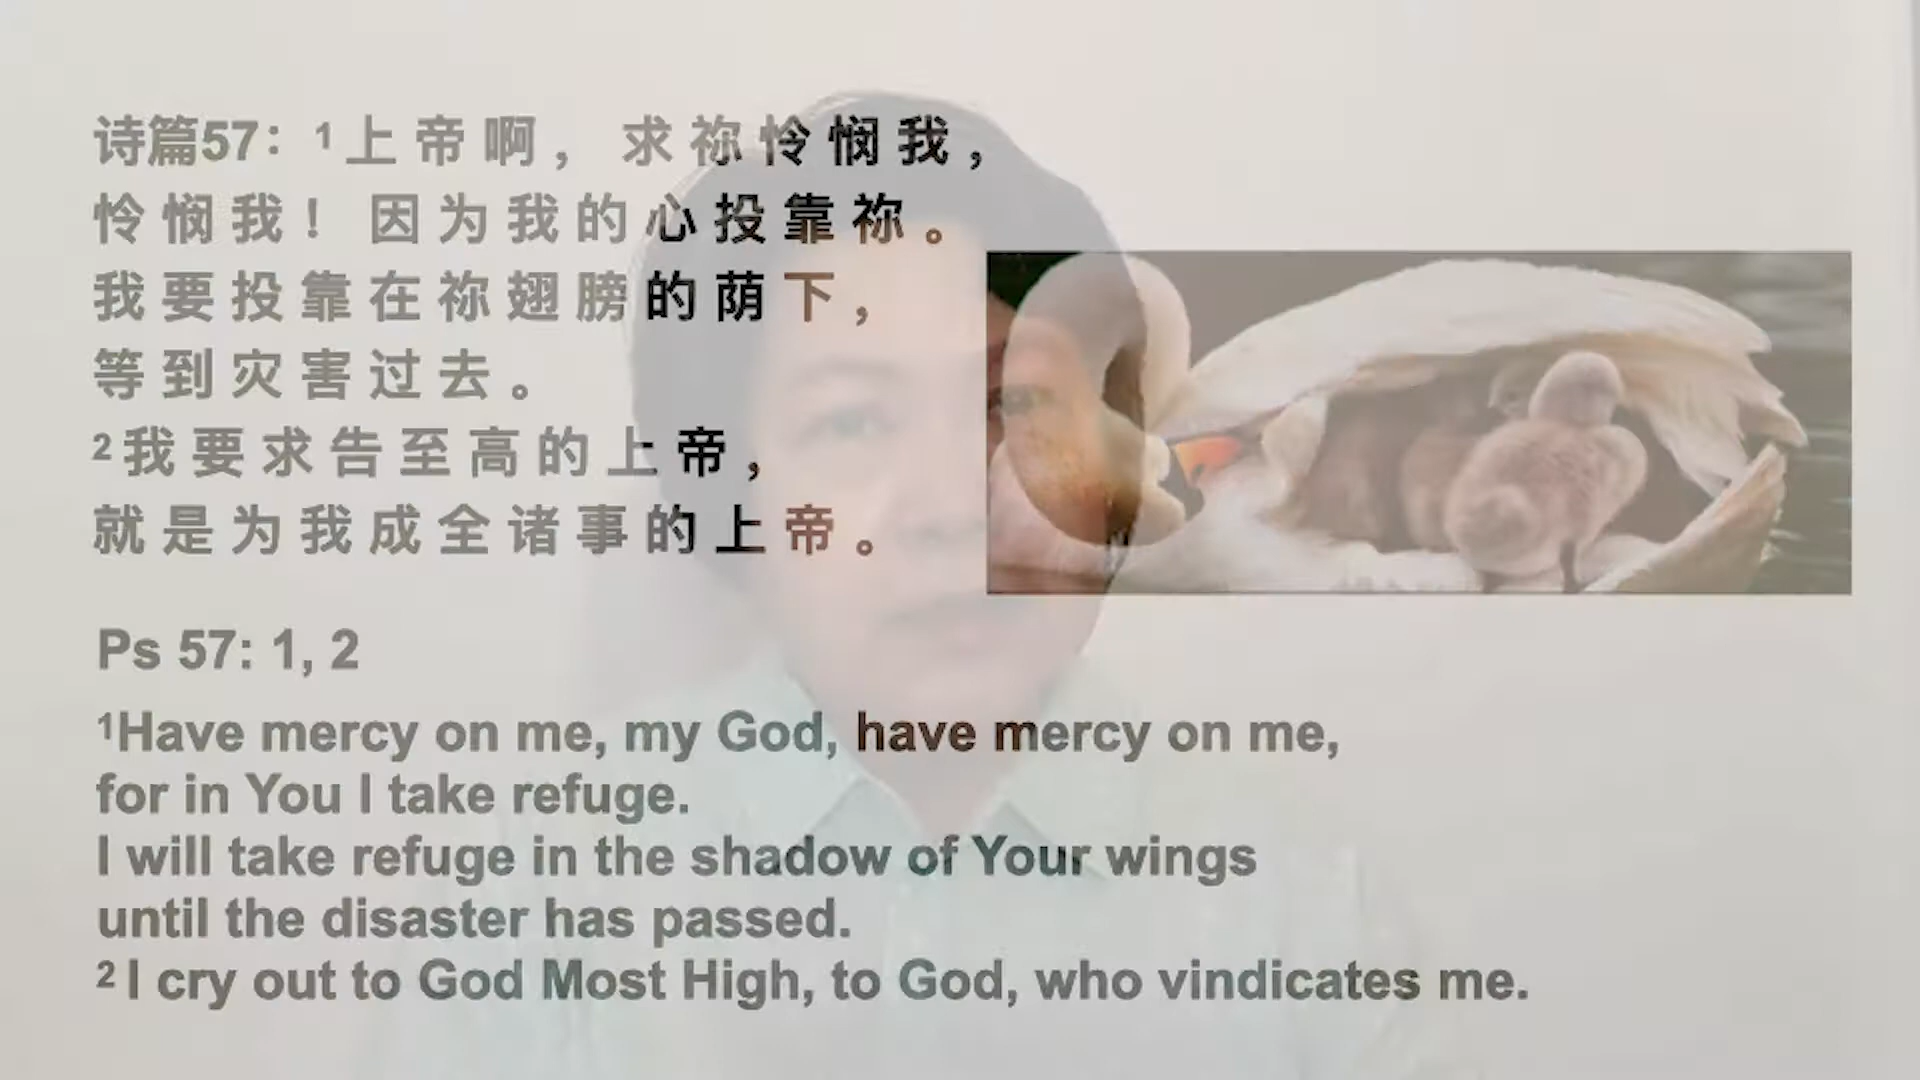 诗篇57：¹上帝啊，求祢怜悯我，
怜悯我！因为我的心投靠祢。
我要投靠在祢翅膀的荫下，
等到灾害过去。
²我要求告至高的上帝，
就是为我成全诸事的上帝。
Ps 57: 1, 2
¹Have mercy on me, my God, have mercy on me,
for in You I take refuge.
I will take refuge in the shadow of Your wings
until the disaster has passed.
² I cry out to God Most High, to God, who vindicates me.